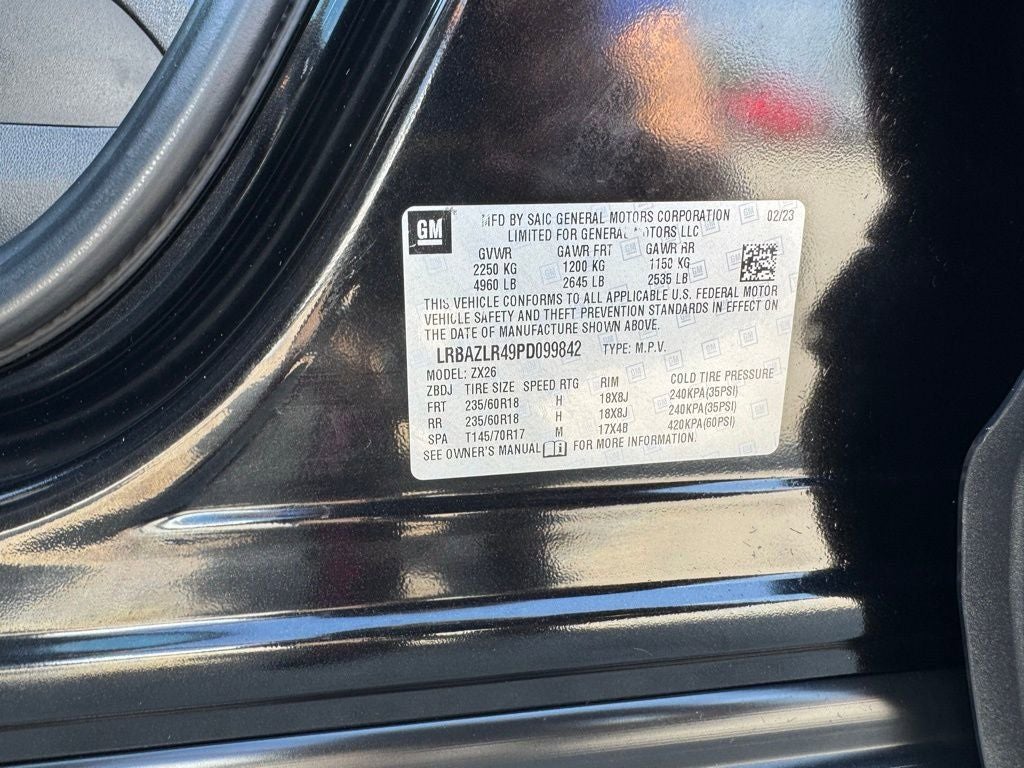 GM MFD BY SAIC GENERAL MOTORS CORPORATION 02/23
LIMITED FOR GENERAL MOTORS LLC
GVWR GAWR FRT GAWR RR
2250 KG 1200 KG 1150 KG
4960 LB 2645 LB 2535 LB
THIS VEHICLE CONFORMS TO ALL APPLICABLE U.S. FEDERAL MOTOR
VEHICLE SAFETY AND THEFT PREVENTION STANDARDS IN EFFECT ON
THE DATE OF MANUFACTURE SHOWN ABOVE.
LRBAZLR49PD099842 TYPE: M.P.V.
MODEL: ZX26
ZBDJ TIRE SIZE SPEED RTG RIM COLD TIRE PRESSURE
FRT 235/60R18 H 18X8J 240KPA(35PSI)
RR 235/60R18 H 18X8J 240KPA(35PSI)
SPA T145/70R17 M 17X4B 420KPA(60PSI)
SEE OWNER'S MANUAL FOR MORE INFORMATION.